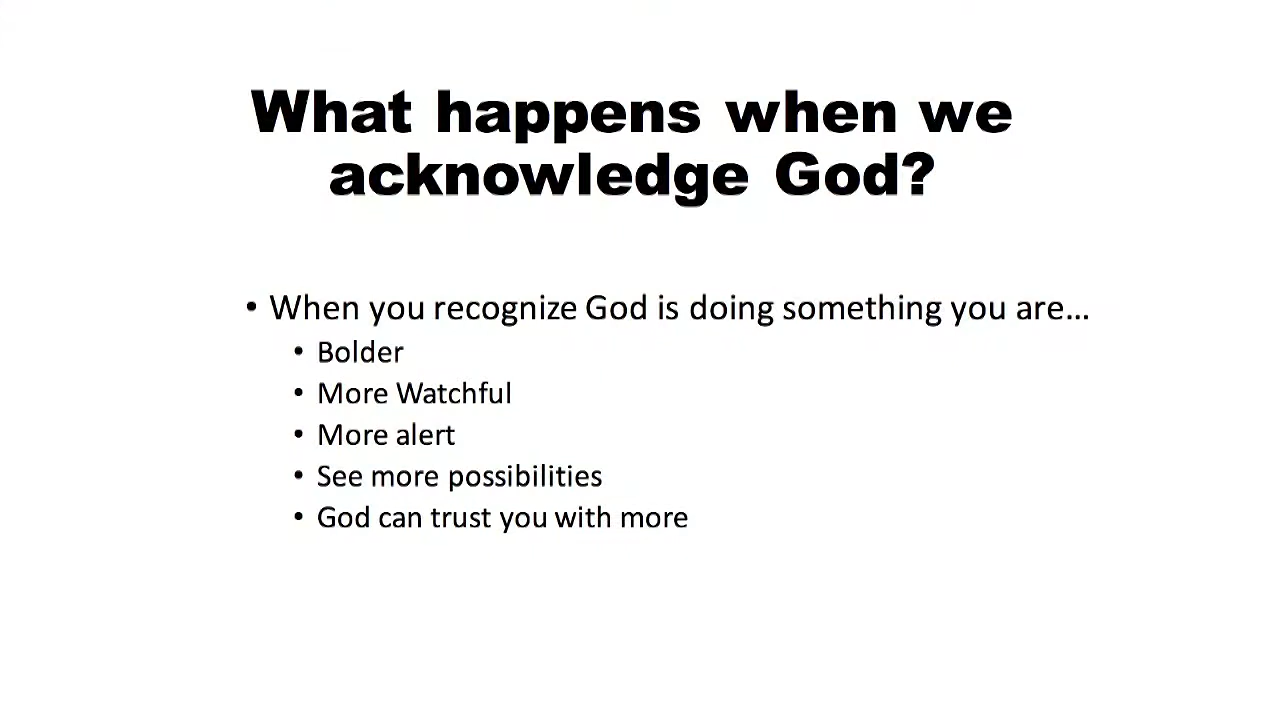 What happens when we
acknowledge God?
• When you recognize God is doing something you are…
• Bolder
• More Watchful
• More alert
• See more possibilities
• God can trust you with more